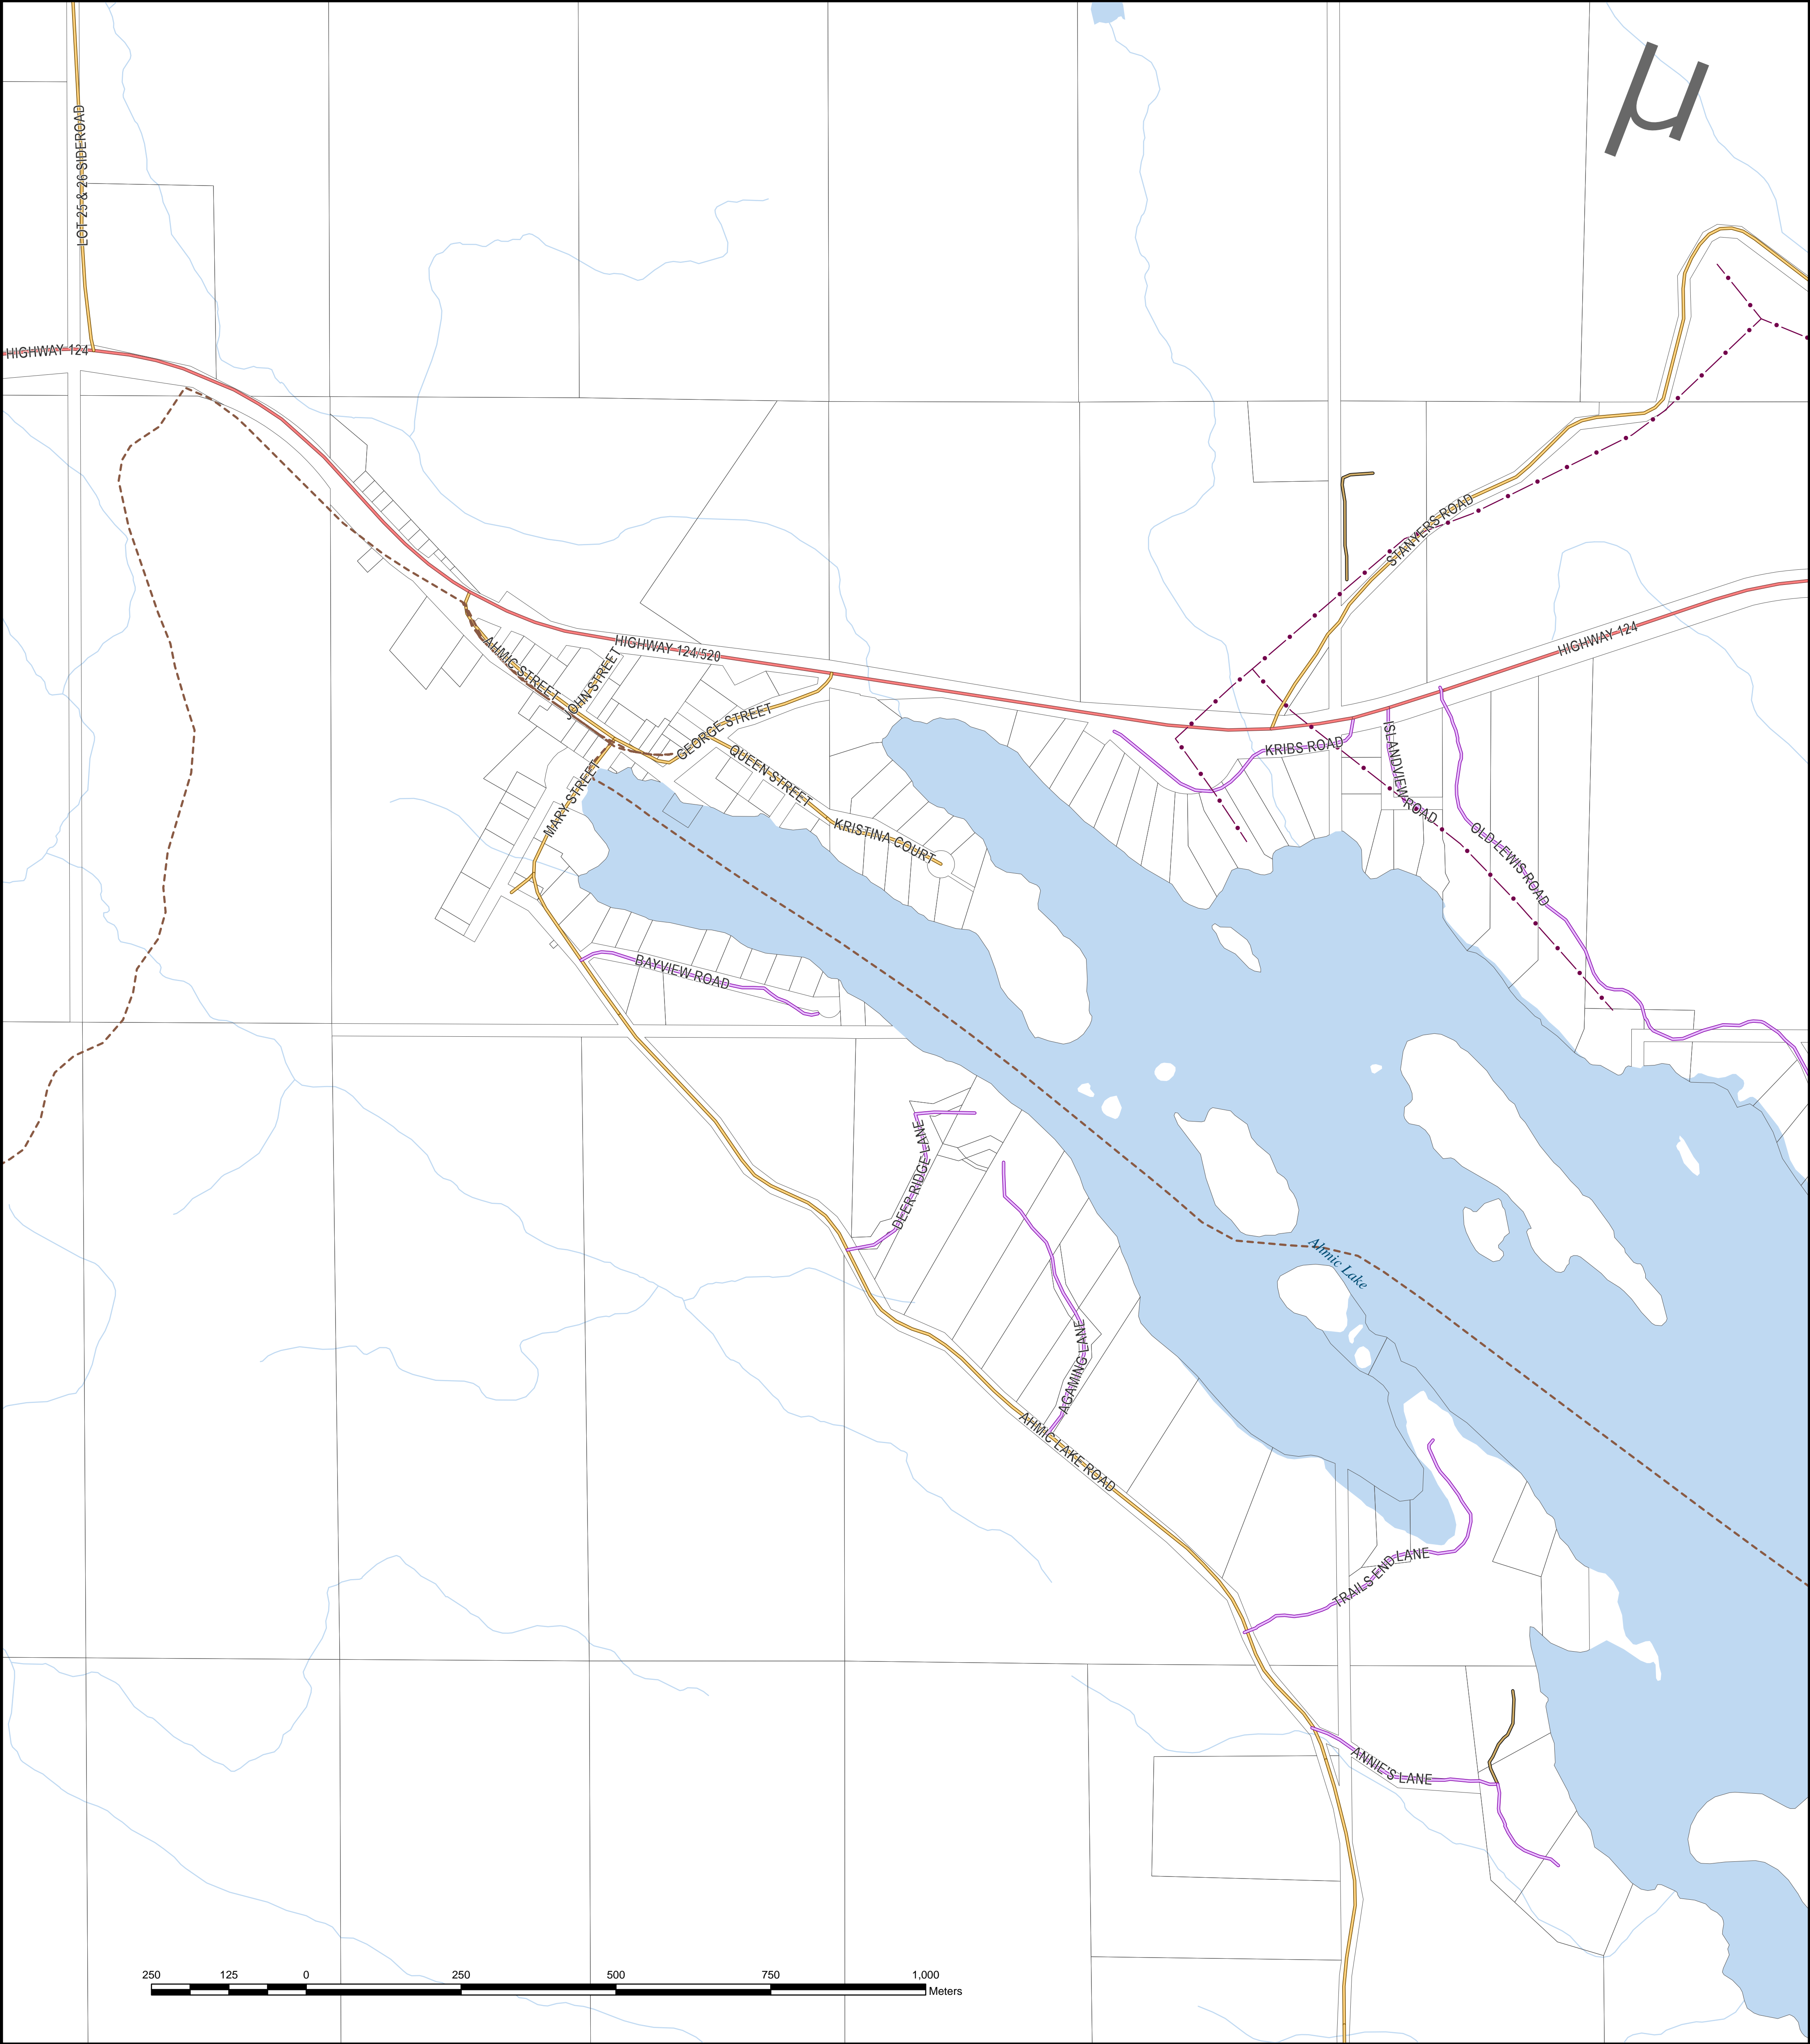 µ
LOT 25 & 26 SIDEROAD
HIGHWAY 124
STANYERS ROAD
HIGHWAY 124/520
HIGHWAY 124
AHMIC STREET
JOHN STREET
GEORGE STREET
QUEEN STREET
KRIBS ROAD
ISLANDVIEW ROAD
MARY STREET
KRISTINA COURT
OLD LEWIS ROAD
BAYVIEW ROAD
DEER RIDGE LANE
Ahmic Lake
AGAMING LANE
AHMIC LAKE ROAD
TRAILS END LANE
ANNIE'S LANE
250 125 0 250 500 750 1,000
Meters